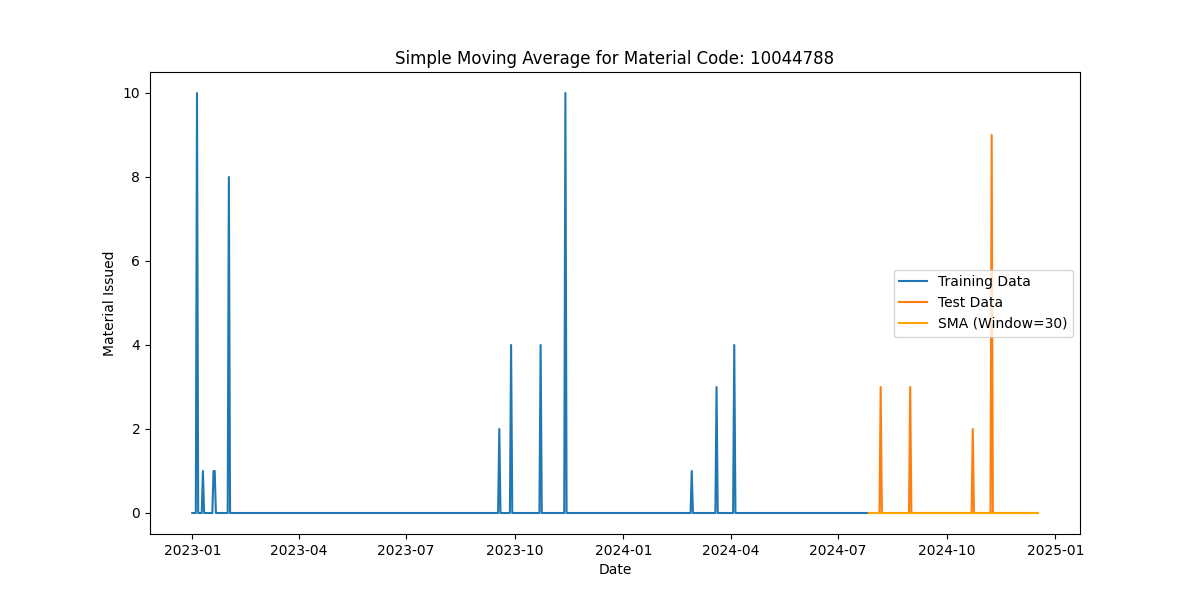 Simple Moving Average for Material Code: 10044788
10
8
6
4
2
0
Material Issued
Training Data
Test Data
SMA (Window=30)
2023-01 2023-04 2023-07 2023-10 2024-01 2024-04 2024-07 2024-10 2025-01
Date